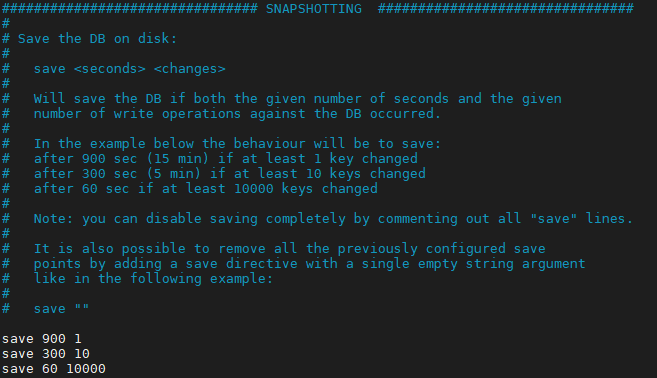 ################################ SNAPSHOTTING  ################################
#
# Save the DB on disk:
#
#   save <seconds> <changes>
#
#   Will save the DB if both the given number of seconds and the given
#   number of write operations against the DB occurred.
#
#   In the example below the behaviour will be to save:
#   after 900 sec (15 min) if at least 1 key changed
#   after 300 sec (5 min) if at least 10 keys changed
#   after 60 sec if at least 10000 keys changed
#
#   Note: you can disable saving completely by commenting out all "save" lines.
#
#   It is also possible to remove all the previously configured save
#   points by adding a save directive with a single empty string argument
#   like in the following example:
#
#   save ""

save 900 1
save 300 10
save 60 10000